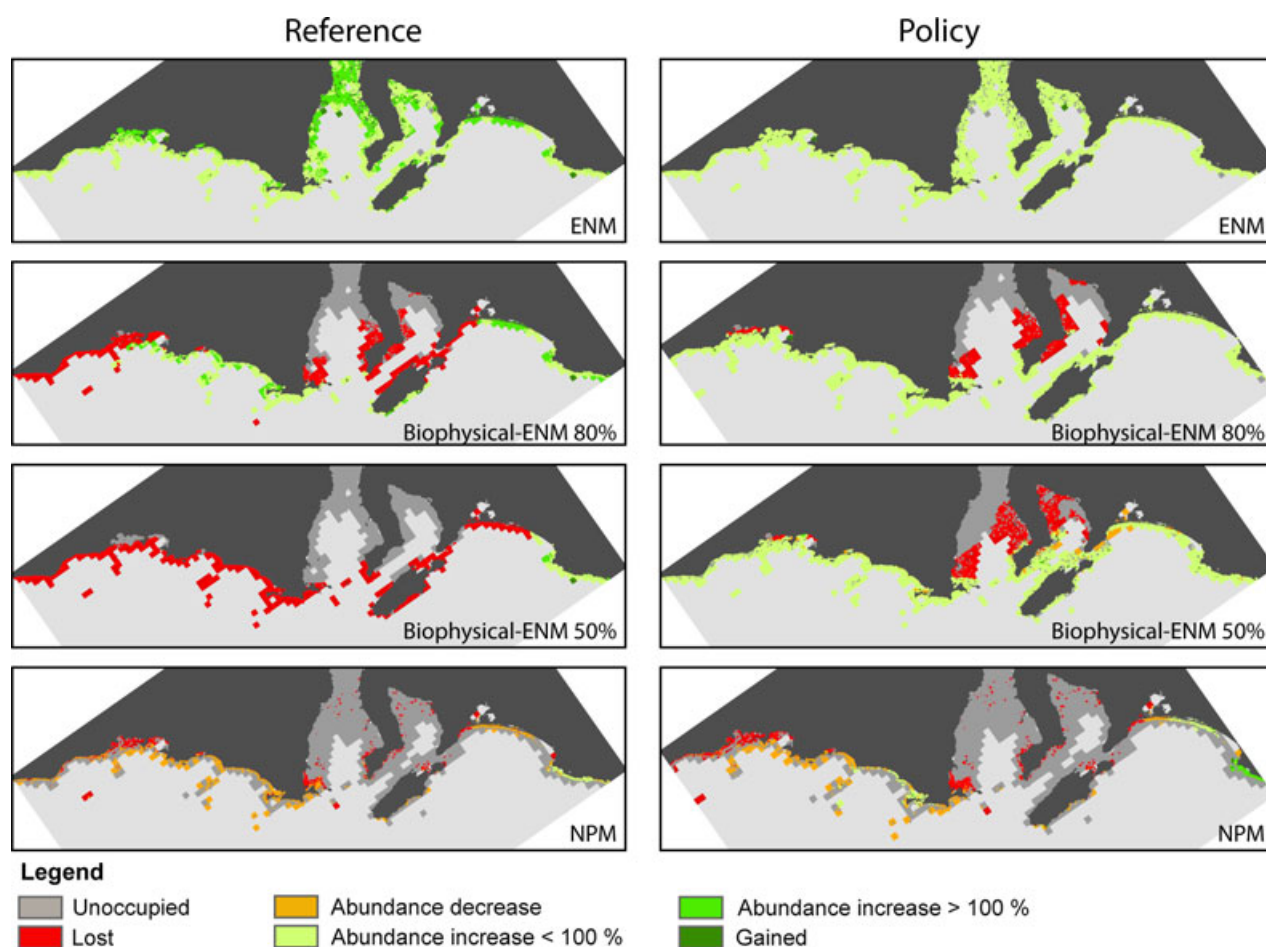 Reference
Policy
ENM
ENM
Biophysical-ENM 80%
Biophysical-ENM 80%
Biophysical-ENM 50%
Biophysical-ENM 50%
NPM
NPM
Legend
Unoccupied
Abundance decrease
Abundance increase > 100 %
Lost
Abundance increase < 100 %
Gained